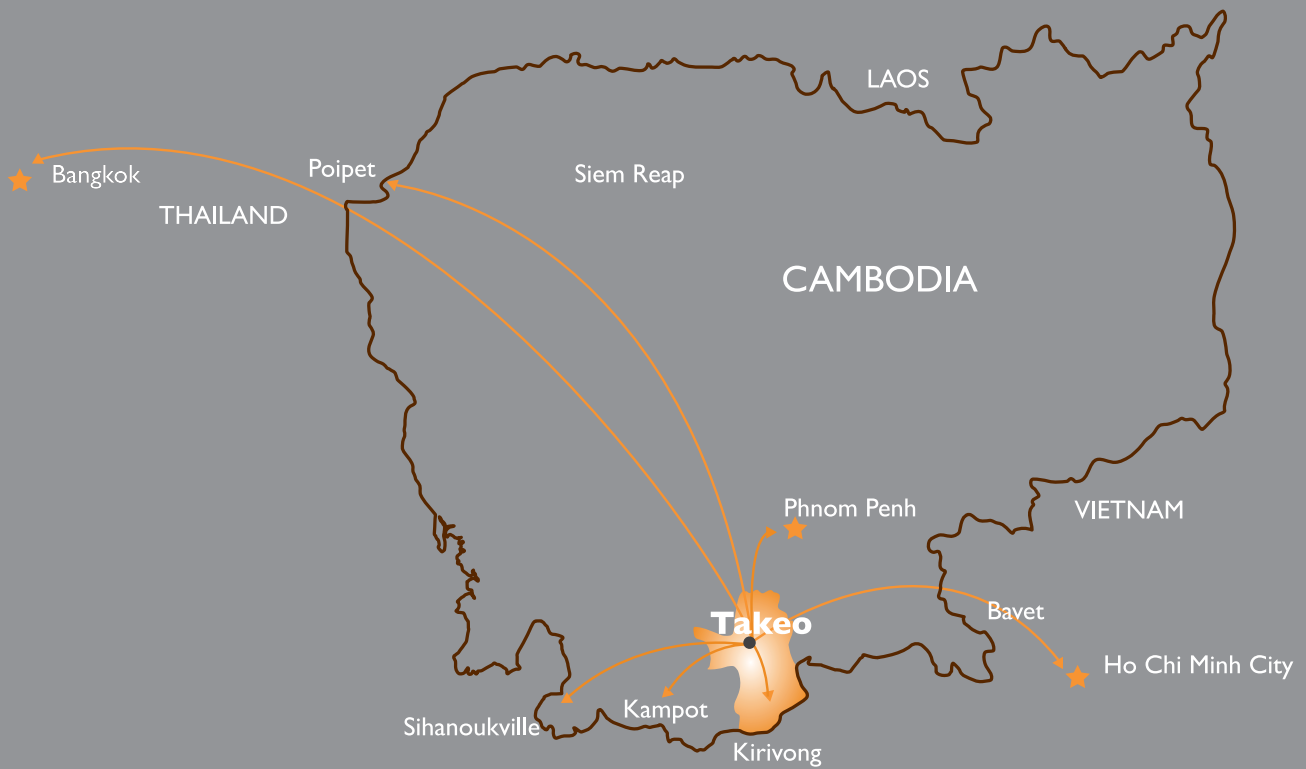 LAOS
Poipet
Siem Reap
Bangkok
THAILAND
CAMBODIA
Phnom Penh
VIETNAM
Bavet
Takeo
Ho Chi Minh City
Kampot
Sihanoukville
Kirivong